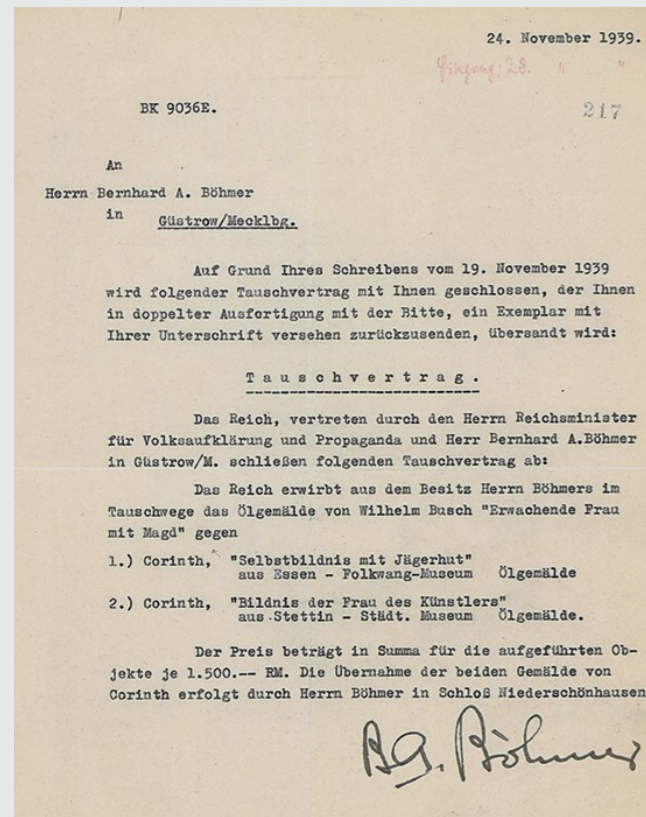 24. November 1939.
Eingang: 28. " "
BK 9036E.
217
An
Herrn Bernhard A. Böhmer
in Güstrow/Mecklbg.
Auf Grund Ihres Schreibens vom 19. November 1939
wird folgender Tauschvertrag mit Ihnen geschlossen, der Ihnen
in doppelter Ausfertigung mit der Bitte, ein Exemplar mit
Ihrer Unterschrift versehen zurückzusenden, übersandt wird:
Tauschvertrag.
Das Reich, vertreten durch den Herrn Reichsminister
für Volksaufklärung und Propaganda und Herr Bernhard A.Böhmer
in Güstrow/M. schließen folgenden Tauschvertrag ab:
Das Reich erwirbt aus dem Besitz Herrn Böhmers im
Tauschwege das Ölgemälde von Wilhelm Busch "Erwachende Frau
mit Magd" gegen
1.) Corinth, "Selbstbildnis mit Jägerhut"
aus Essen - Folkwang-Museum Ölgemälde
2.) Corinth, "Bildnis der Frau des Künstlers"
aus Stettin - Städt. Museum Ölgemälde.
Der Preis beträgt in Summa für die aufgeführten Ob-
jekte je 1.500.-- RM. Die Übernahme der beiden Gemälde von
Corinth erfolgt durch Herrn Böhmer in Schloß Niederschönhausen
BA. Böhmer